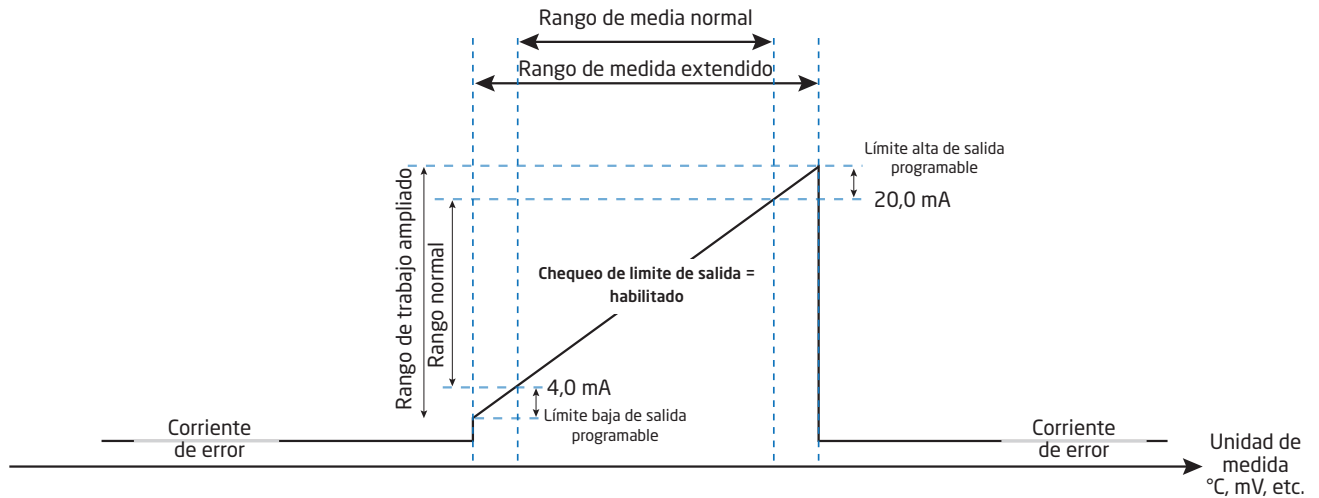 Rango de media normal
Rango de medida extendido
Límite alta de salida
programable
20,0 mA
Rango de trabajo ampliado
Rango normal
Chequeo de limite de salida =
habilitado
4,0 mA
Límite baja de salida
programable
Corriente
de error
Corriente
de error
Unidad de
medida
°C, mV, etc.